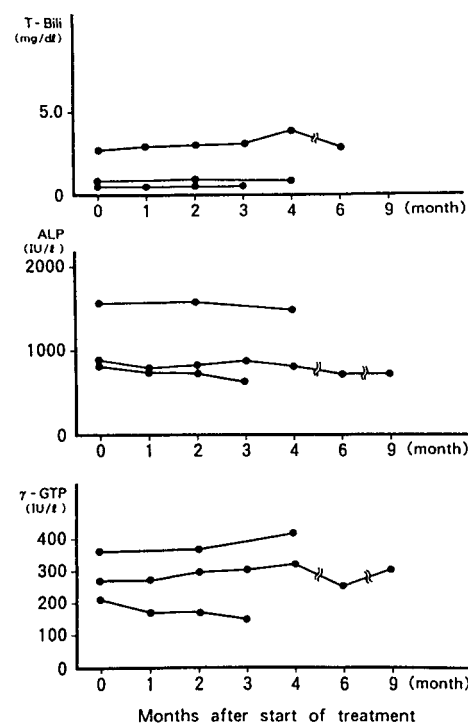 T-Bili
(mg/dℓ)
5.0
0
0 1 2 3 4 6 9 (month)
ALP
(IU/ℓ)
2000
1000
0
0 1 2 3 4 6 9 (month)
γ-GTP
(IU/ℓ)
400
300
200
100
0
0 1 2 3 4 6 9 (month)
Months after start of treatment